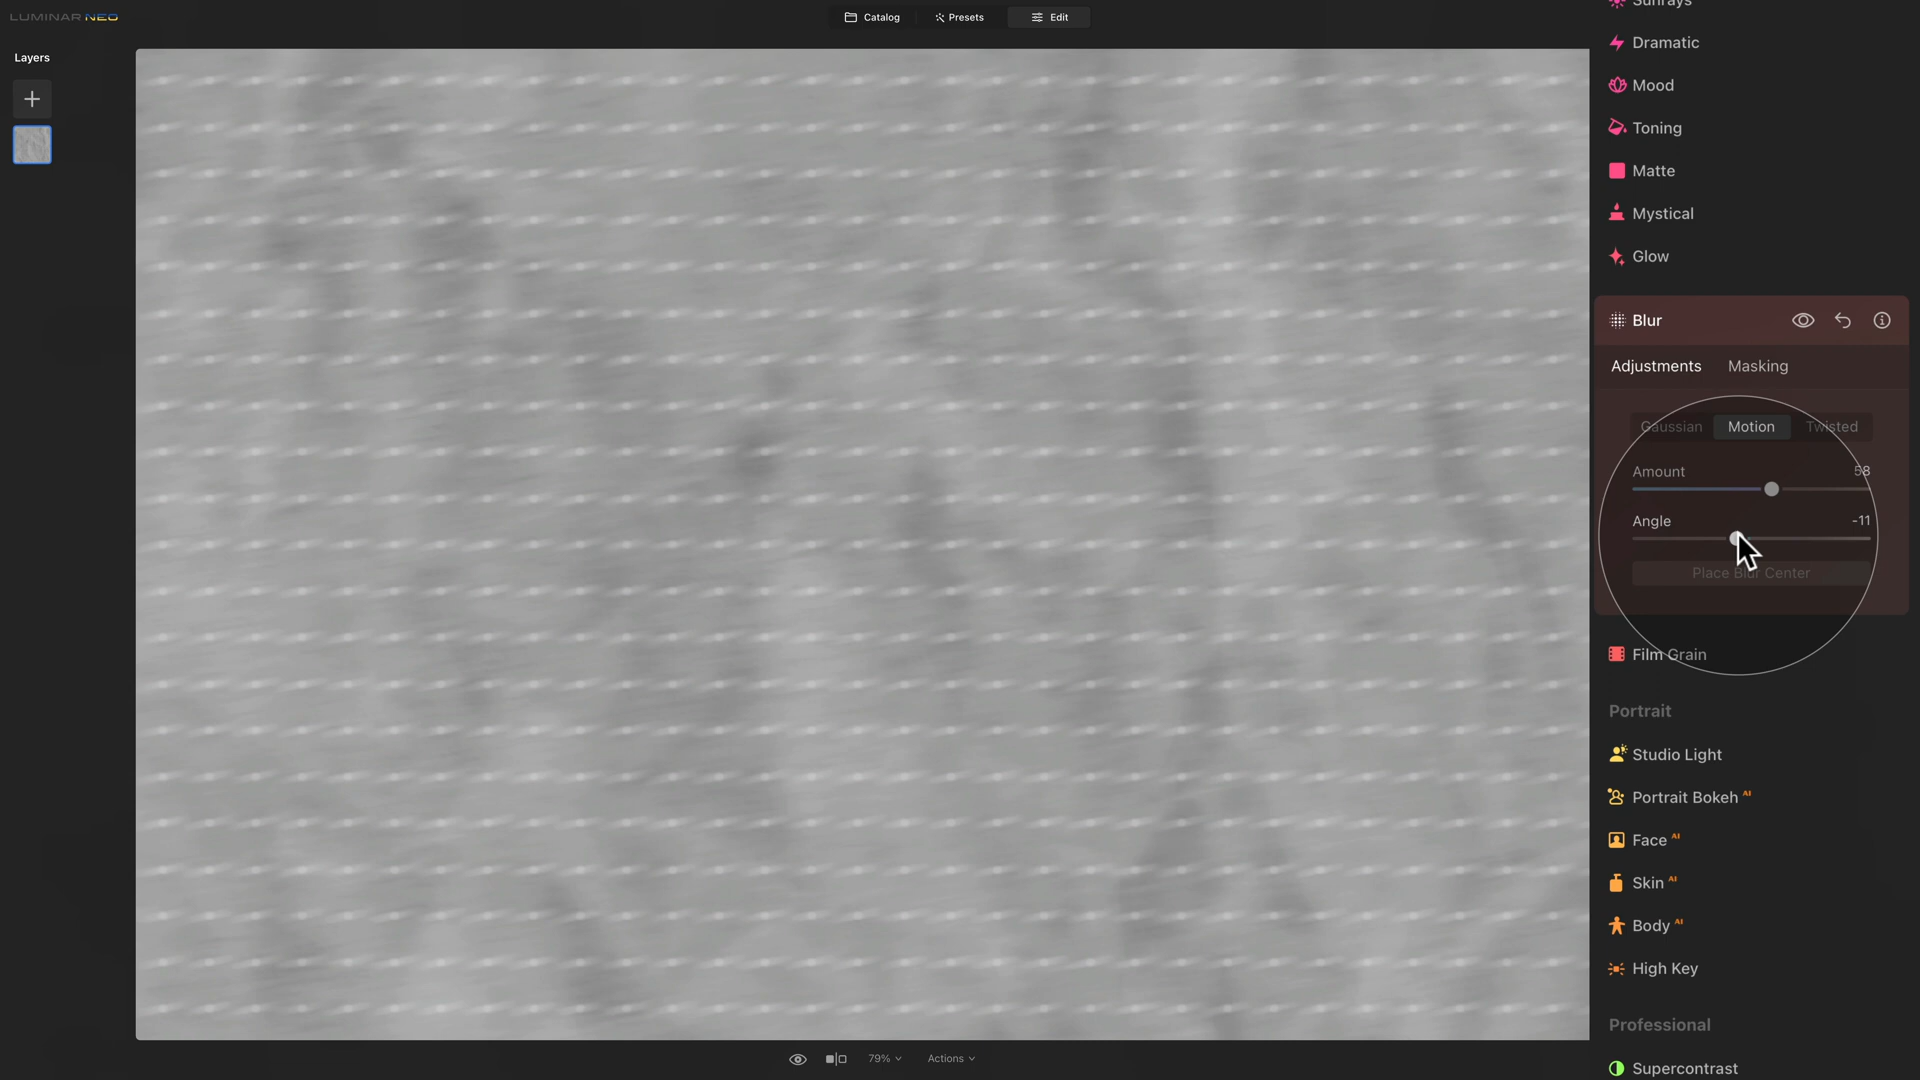 LUMINAR NEO
Catalog
Presets
Edit
Layers
Sunrays
Dramatic
Mood
Toning
Matte
Mystical
Glow
Blur
Adjustments Masking
Gaussian Motion Twisted
Amount 58
Angle -11
Place Blur Center
Film Grain
Portrait
Studio Light
Portrait Bokeh AI
Face AI
Skin AI
Body AI
High Key
Professional
Supercontrast
79% Actions